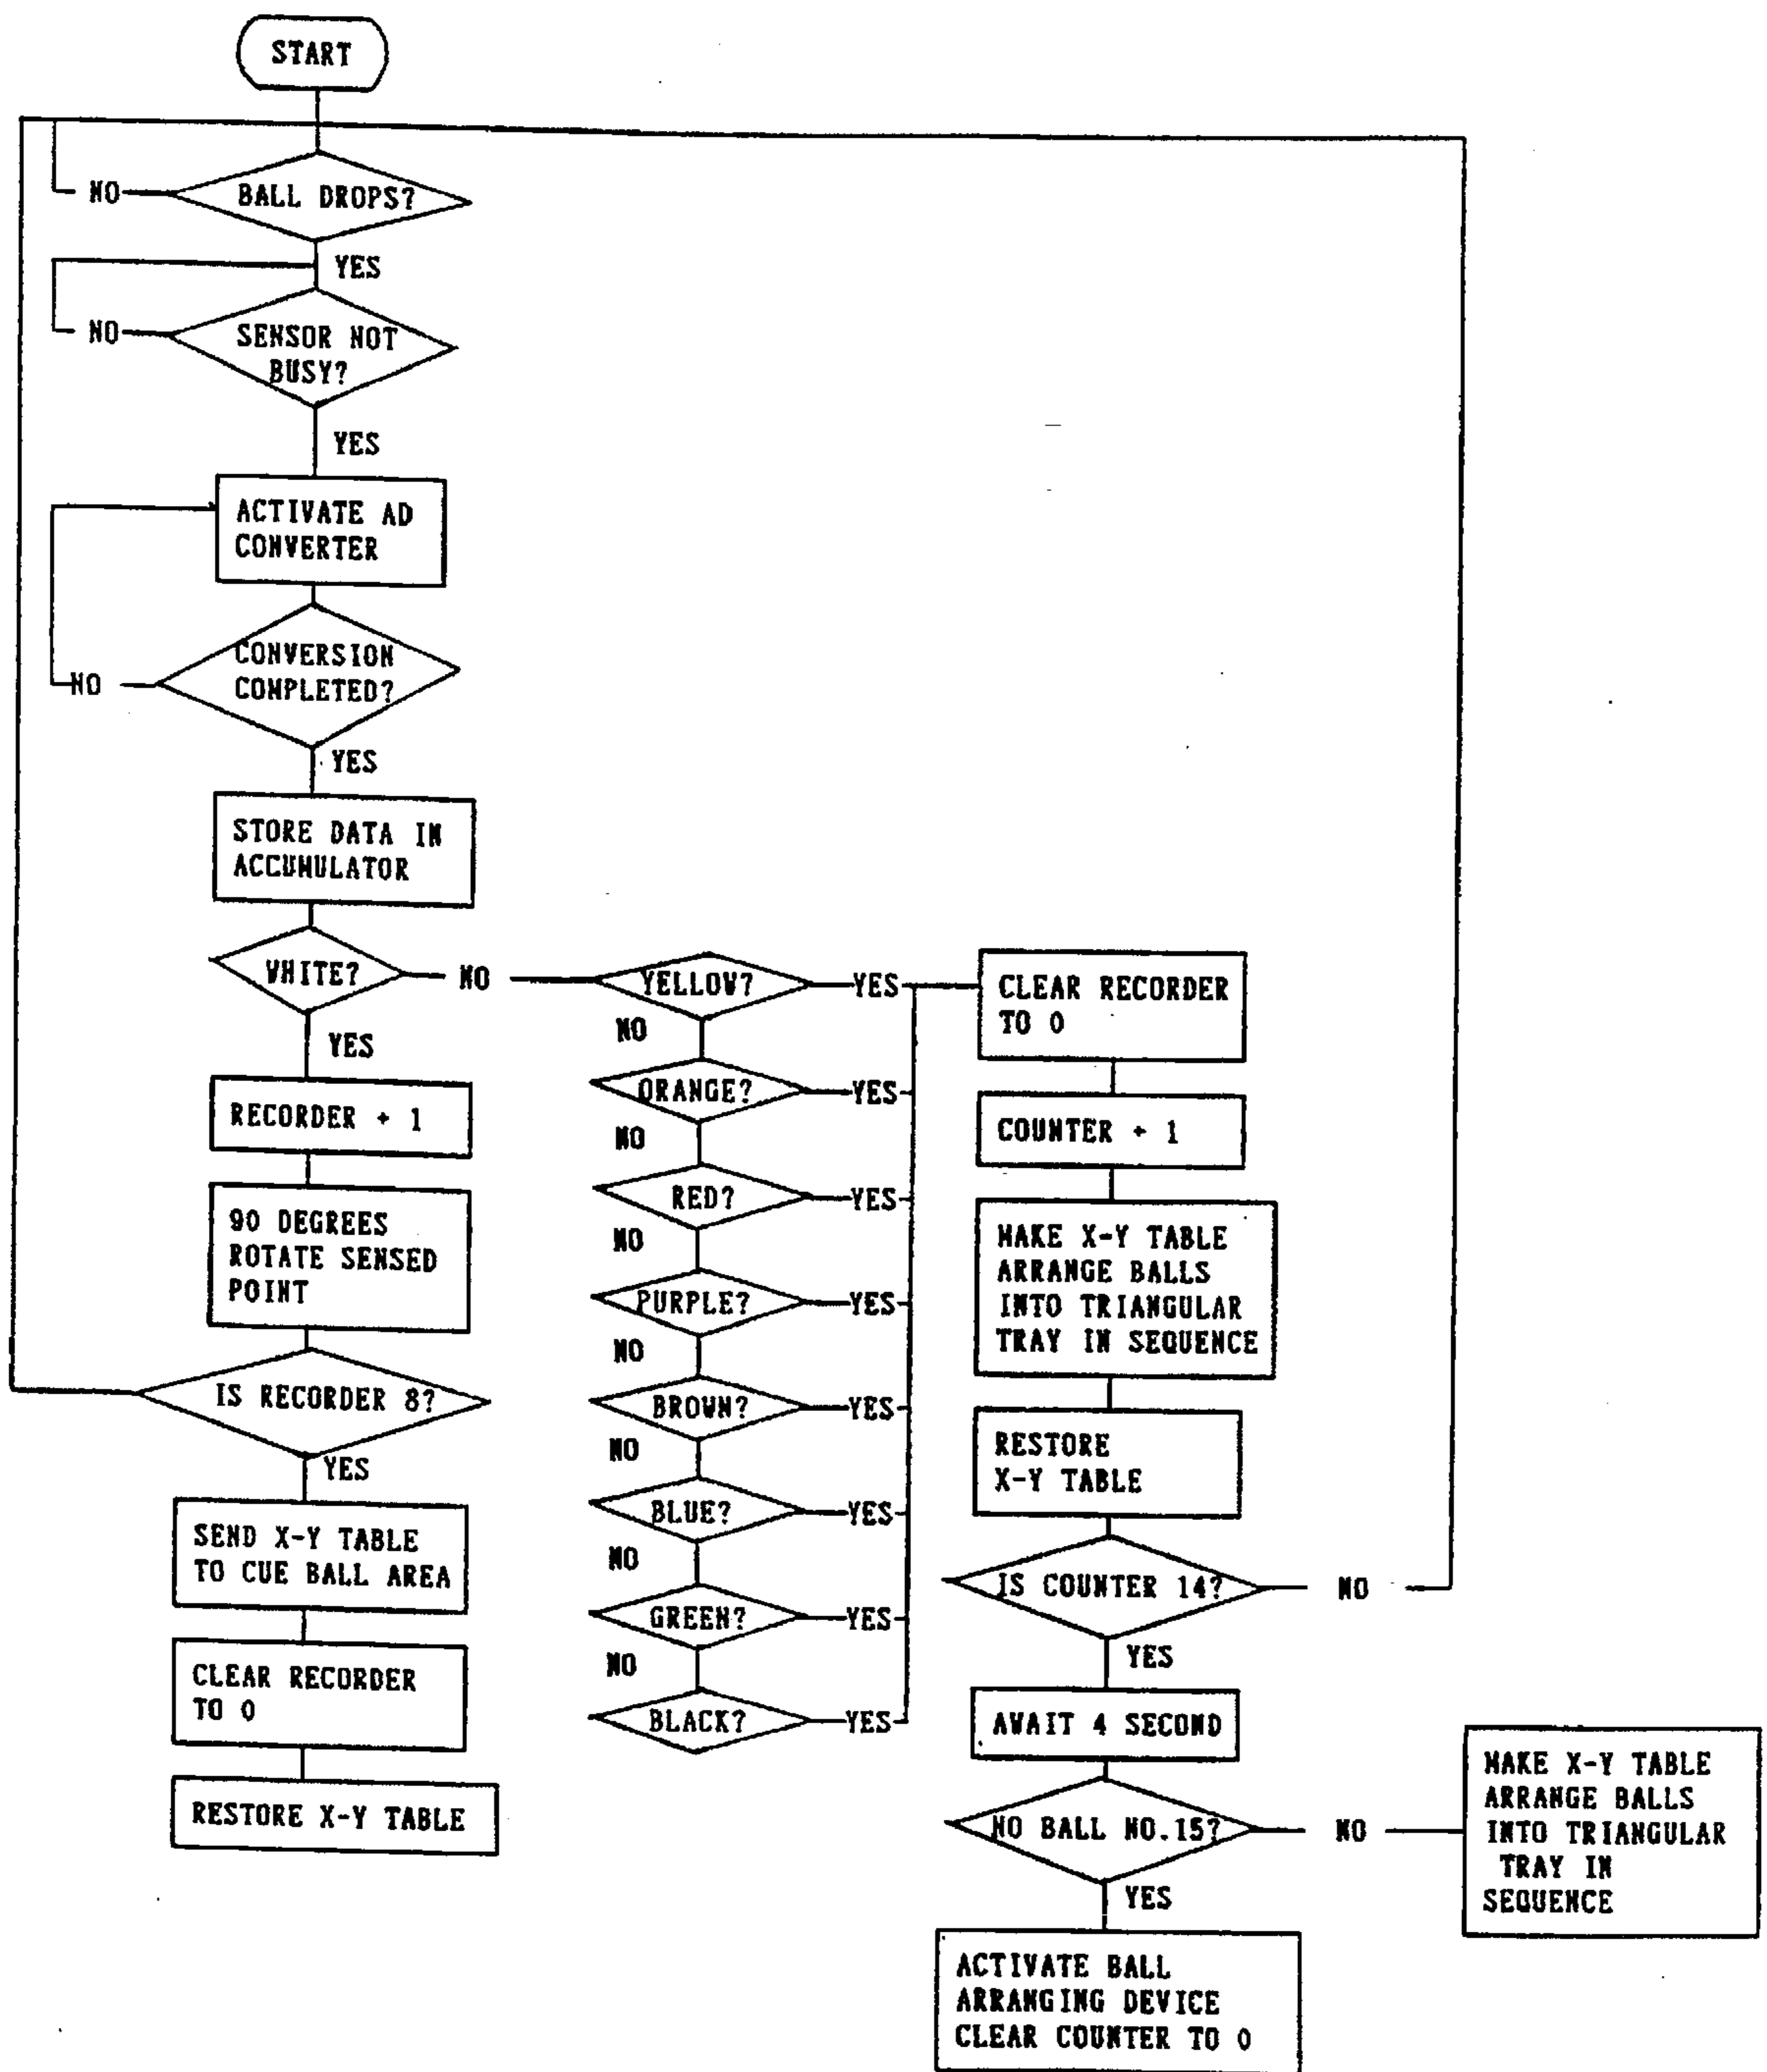 START
BALL DROPS?
NO
YES
SENSOR NOT
BUSY?
NO
YES
ACTIVATE AD
CONVERTER
CONVERSION
COMPLETED?
NO
YES
STORE DATA IN
ACCUMULATOR
WHITE?
NO
YES
RECORDER + 1
90 DEGREES
ROTATE SENSED
POINT
IS RECORDER 8?
YES
SEND X-Y TABLE
TO CUE BALL AREA
CLEAR RECORDER
TO 0
RESTORE X-Y TABLE
YELLOW?
YES
NO
ORANGE?
YES
NO
RED?
YES
NO
PURPLE?
YES
NO
BROWN?
YES
NO
BLUE?
YES
NO
GREEN?
YES
NO
BLACK?
YES
CLEAR RECORDER
TO 0
COUNTER + 1
MAKE X-Y TABLE
ARRANGE BALLS
INTO TRIANGULAR
TRAY IN SEQUENCE
RESTORE
X-Y TABLE
IS COUNTER 14?
NO
YES
AWAIT 4 SECOND
NO BALL NO.15?
NO
YES
MAKE X-Y TABLE
ARRANGE BALLS
INTO TRIANGULAR
TRAY IN
SEQUENCE
ACTIVATE BALL
ARRANGING DEVICE
CLEAR COUNTER TO 0